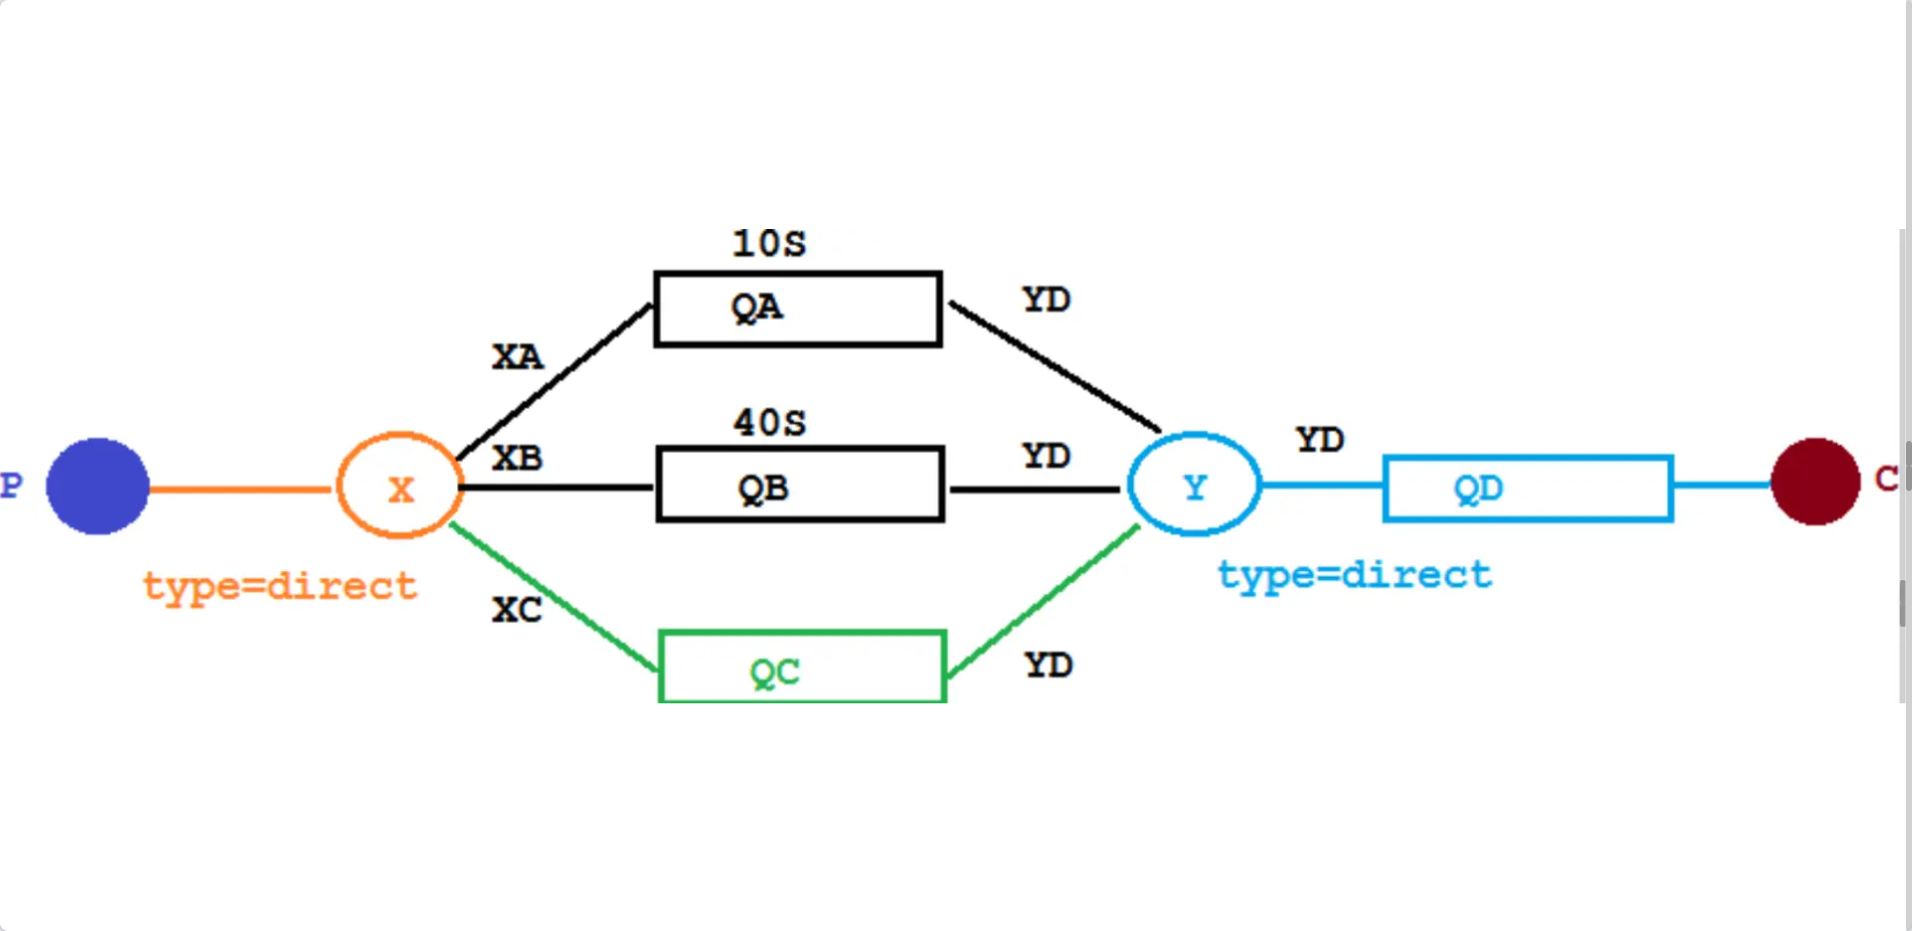 10S
QA
YD
XA
40S
YD
XB
YD
P
X
QB
Y
QD
C
type=direct
type=direct
XC
QC
YD